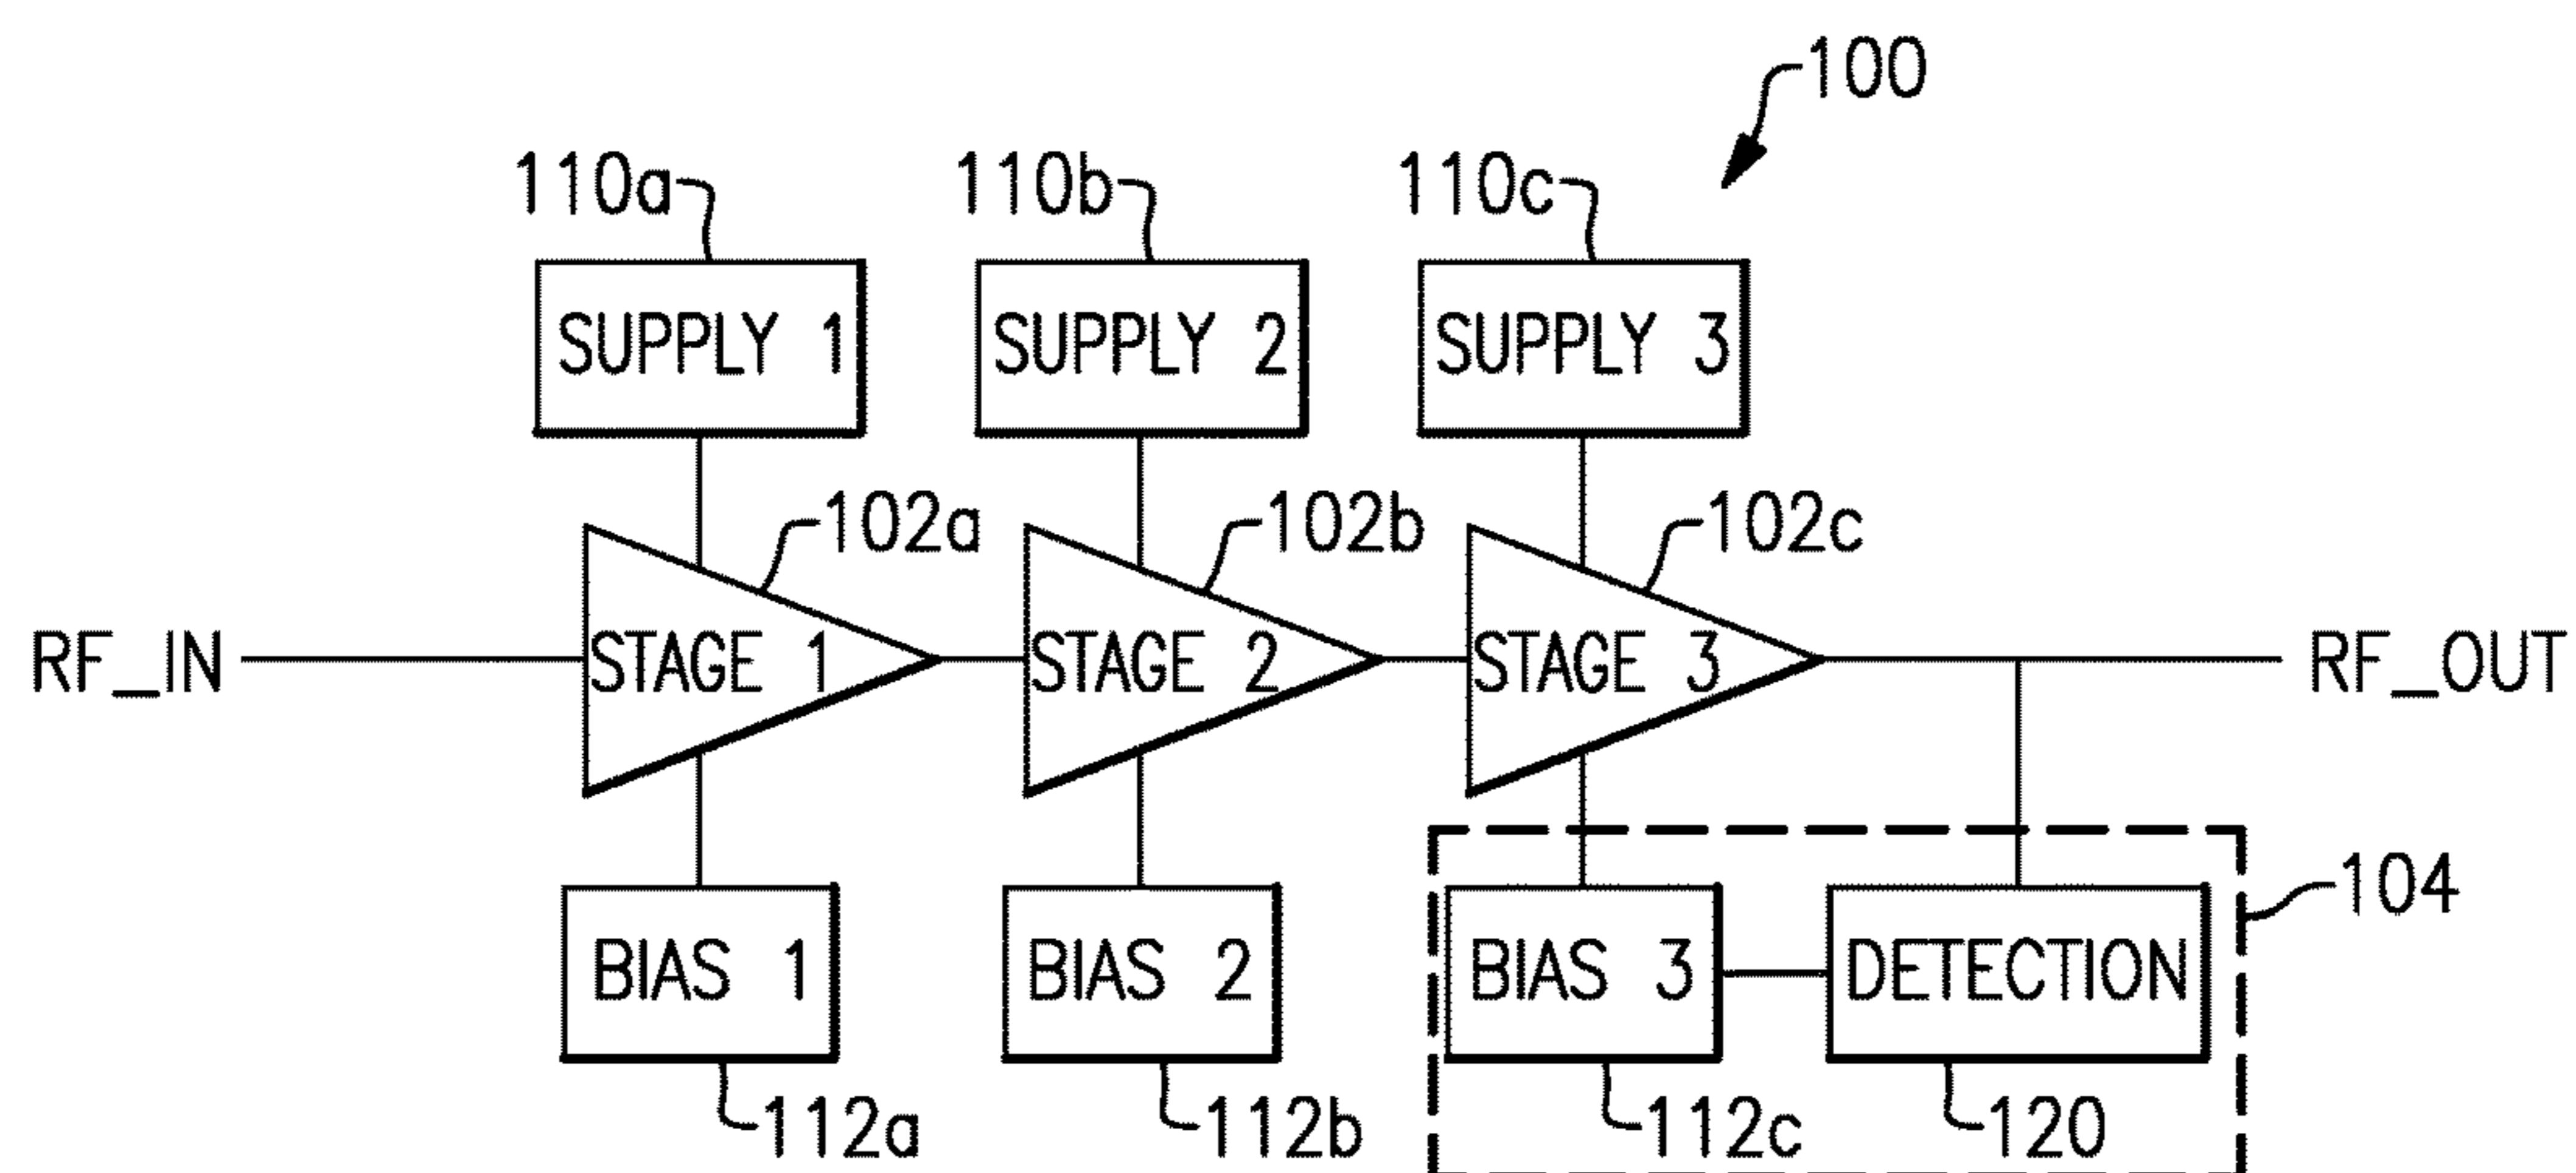 100
110a 110b 110c
SUPPLY 1 SUPPLY 2 SUPPLY 3
102a 102b 102c
RF_IN STAGE 1 STAGE 2 STAGE 3 RF_OUT
104
BIAS 1 BIAS 2 BIAS 3 DETECTION
112a 112b 112c 120